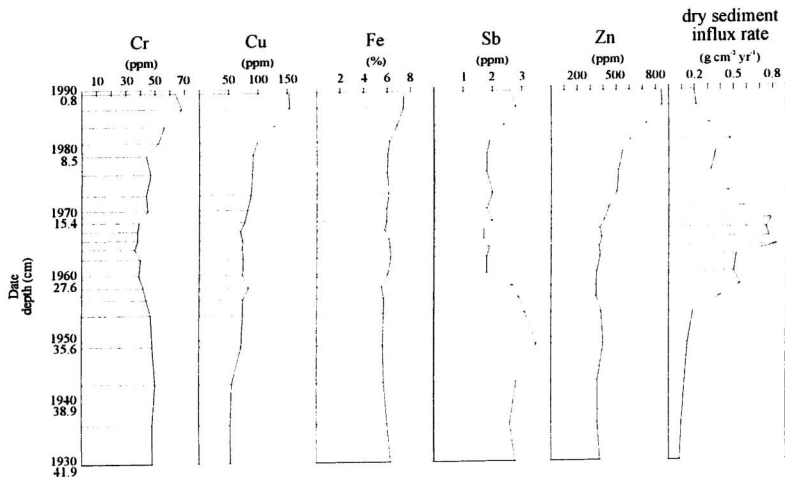 Cr
(ppm)
10 30 50 70
Cu
(ppm)
50 100 150
Fe
(%)
2 4 6 8
Sb
(ppm)
1 2 3
Zn
(ppm)
200 500 800
dry sediment
influx rate
(g cm⁻² yr⁻¹)
0.2 0.5 0.8
Date
depth (cm)
1990
0.8
1980
8.5
1970
15.4
1960
27.6
1950
35.6
1940
38.9
1930
41.9